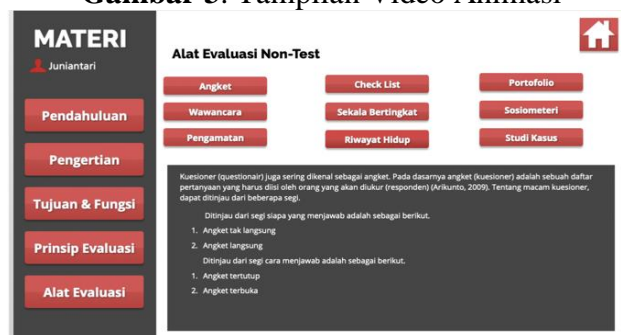 Gambar 5. Tampilan Video Animasi
MATERI
Juniantari
Pendahuluan
Pengertian
Tujuan & Fungsi
Prinsip Evaluasi
Alat Evaluasi
Alat Evaluasi Non-Test
Angket
Check List
Portofolio
Wawancara
Sekala Bertingkat
Sosiometeri
Pengamatan
Riwayat Hidup
Studi Kasus
Kuesioner (questionair) juga sering dikenal sebagai angket. Pada dasarnya angket (kuesioner) adalah sebuah daftar
pertanyaan yang harus diisi oleh orang yang akan diukur (responden) (Arikunto, 2009). Tentang macam kuesioner,
dapat ditinjau dari beberapa segi.
Ditinjau dari segi siapa yang menjawab adalah sebagai berikut.
1. Angket tak langsung
2. Angket langsung
Ditinjau dari segi cara menjawab adalah sebagai berikut.
1. Angket tertutup
2. Angket terbuka